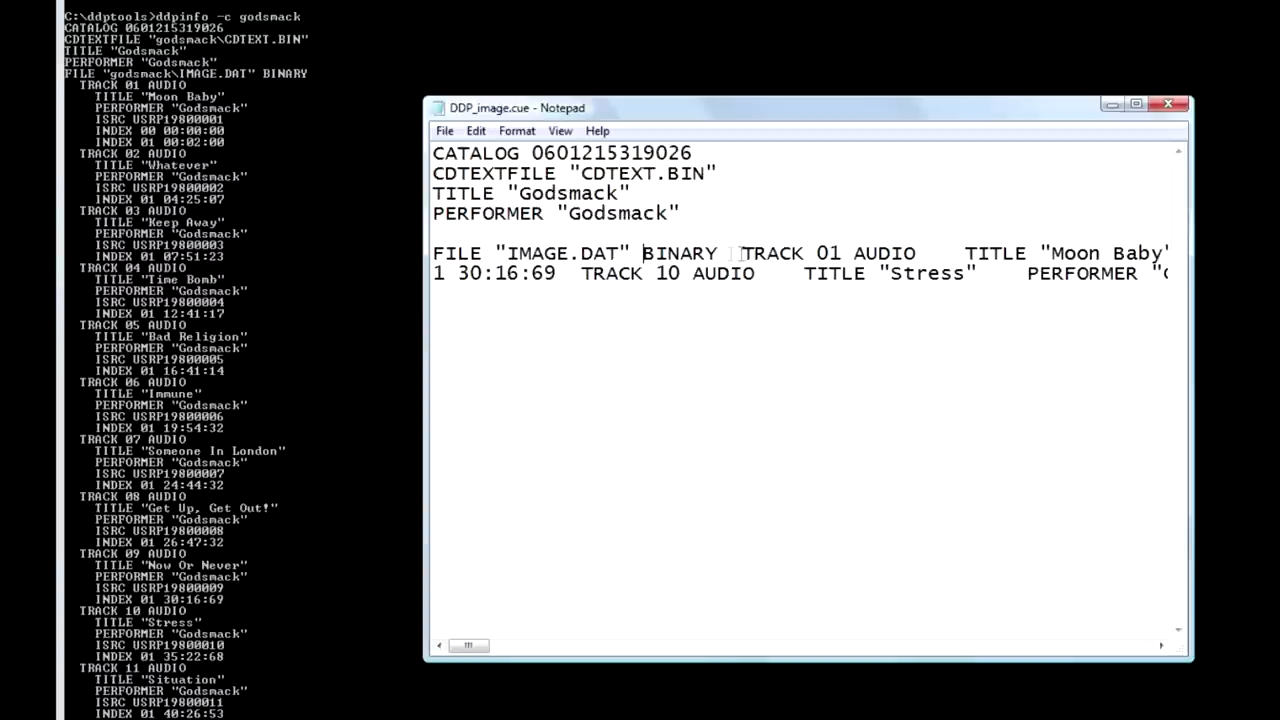 C:\ddptools>ddpinfo -c godsmack
CATALOG 0601215319026
CDTEXTFILE "godsmack\CDTEXT.BIN"
TITLE "Godsmack"
PERFORMER "Godsmack"
FILE "godsmack\IMAGE.DAT" BINARY
TRACK 01 AUDIO
TITLE "Moon Baby"
PERFORMER "Godsmack"
ISRC USRP19800001
INDEX 00 00:00:00
INDEX 01 00:02:00
TRACK 02 AUDIO
TITLE "Whatever"
PERFORMER "Godsmack"
ISRC USRP19800002
INDEX 01 04:25:07
TRACK 03 AUDIO
TITLE "Keep Away"
PERFORMER "Godsmack"
ISRC USRP19800003
INDEX 01 07:51:23
TRACK 04 AUDIO
TITLE "Time Bomb"
PERFORMER "Godsmack"
ISRC USRP19800004
INDEX 01 12:41:17
TRACK 05 AUDIO
TITLE "Bad Religion"
PERFORMER "Godsmack"
ISRC USRP19800005
INDEX 01 16:41:14
TRACK 06 AUDIO
TITLE "Immune"
PERFORMER "Godsmack"
ISRC USRP19800006
INDEX 01 19:54:32
TRACK 07 AUDIO
TITLE "Someone In London"
PERFORMER "Godsmack"
ISRC USRP19800007
INDEX 01 24:44:32
TRACK 08 AUDIO
TITLE "Get Up, Get Out!"
PERFORMER "Godsmack"
ISRC USRP19800008
INDEX 01 26:47:32
TRACK 09 AUDIO
TITLE "Now Or Never"
PERFORMER "Godsmack"
ISRC USRP19800009
INDEX 01 30:16:69
TRACK 10 AUDIO
TITLE "Stress"
PERFORMER "Godsmack"
ISRC USRP19800010
INDEX 01 35:22:68
TRACK 11 AUDIO
TITLE "Situation"
PERFORMER "Godsmack"
ISRC USRP19800011
INDEX 01 40:26:53
DDP_image.cue - Notepad
File Edit Format View Help
CATALOG 0601215319026
CDTEXTFILE "CDTEXT.BIN"
TITLE "Godsmack"
PERFORMER "Godsmack"
FILE "IMAGE.DAT" BINARY TRACK 01 AUDIO TITLE "Moon Baby"
1 30:16:69 TRACK 10 AUDIO TITLE "Stress" PERFORMER "G